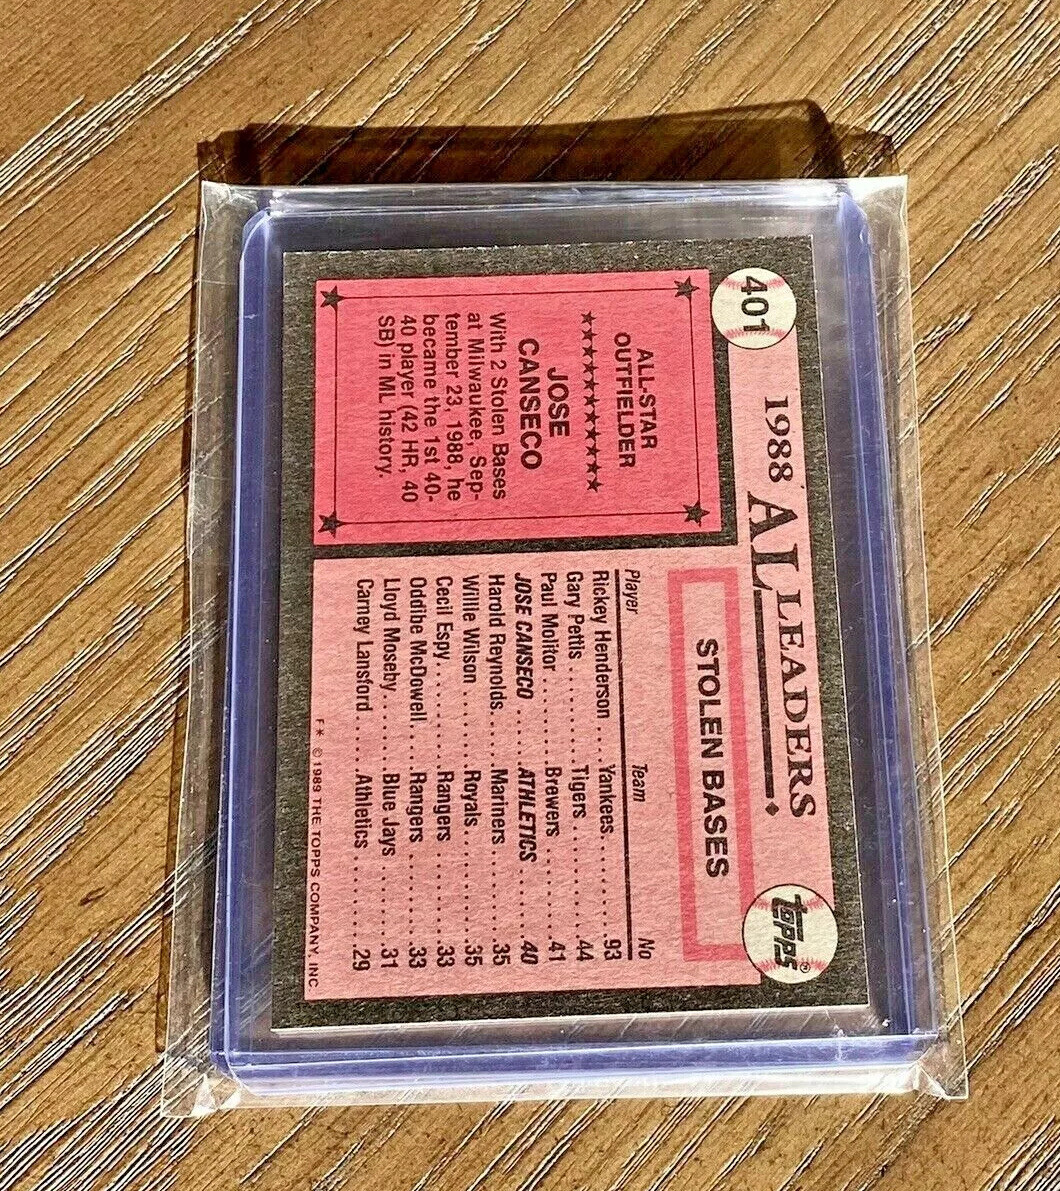 401
1988 AL LEADERS
topps®
ALL-STAR
OUTFIELDER
★★★★★★★★★★★
JOSE
CANSECO
With 2 Stolen Bases
at Milwaukee, Sep-
tember 23, 1988, he
became the 1st 40-
40 player (42 HR, 40
SB) in ML history.
STOLEN BASES
Player Team No
Rickey Henderson . . . Yankees. . . . 93
Gary Pettis . . . . . . . . . Tigers . . . . . . 44
Paul Molitor. . . . . . . . . Brewers . . . . 41
JOSE CANSECO . . . . ATHLETICS . . 40
Harold Reynolds. . . . . Mariners . . . 35
Willie Wilson . . . . . . . Royals. . . . . . 35
Cecil Espy. . . . . . . . . . Rangers . . . . 33
Oddibe McDowell . . . . Rangers . . . . 33
Lloyd Moseby . . . . . . . Blue Jays . . . 31
Carney Lansford . . . . . Athletics . . . . 29
F* © 1989 THE TOPPS COMPANY, INC.